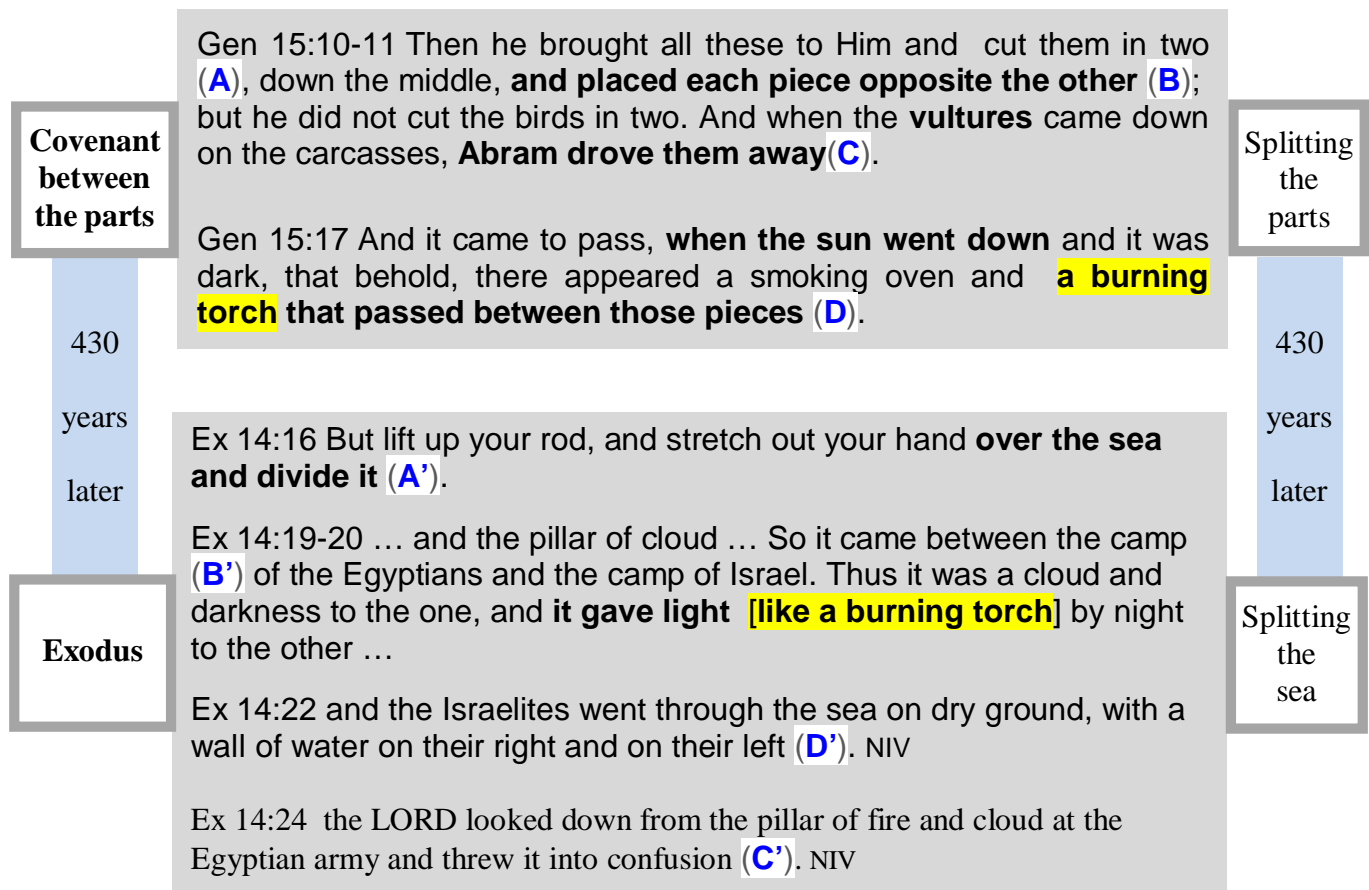 Gen 15:10-11 Then he brought all these to Him and cut them in two
(A), down the middle, and placed each piece opposite the other (B);
but he did not cut the birds in two. And when the vultures came down
on the carcasses, Abram drove them away(C).
Gen 15:17 And it came to pass, when the sun went down and it was
dark, that behold, there appeared a smoking oven and a burning
torch that passed between those pieces (D).
Covenant
between
the parts
Splitting
the
parts
430
years
later
430
years
later
Ex 14:16 But lift up your rod, and stretch out your hand over the sea
and divide it (A’).
Ex 14:19-20 … and the pillar of cloud … So it came between the camp
(B’) of the Egyptians and the camp of Israel. Thus it was a cloud and
darkness to the one, and it gave light [like a burning torch] by night
to the other …
Ex 14:22 and the Israelites went through the sea on dry ground, with a
wall of water on their right and on their left (D’). NIV
Ex 14:24 the LORD looked down from the pillar of fire and cloud at the
Egyptian army and threw it into confusion (C’). NIV
Exodus
Splitting
the
sea